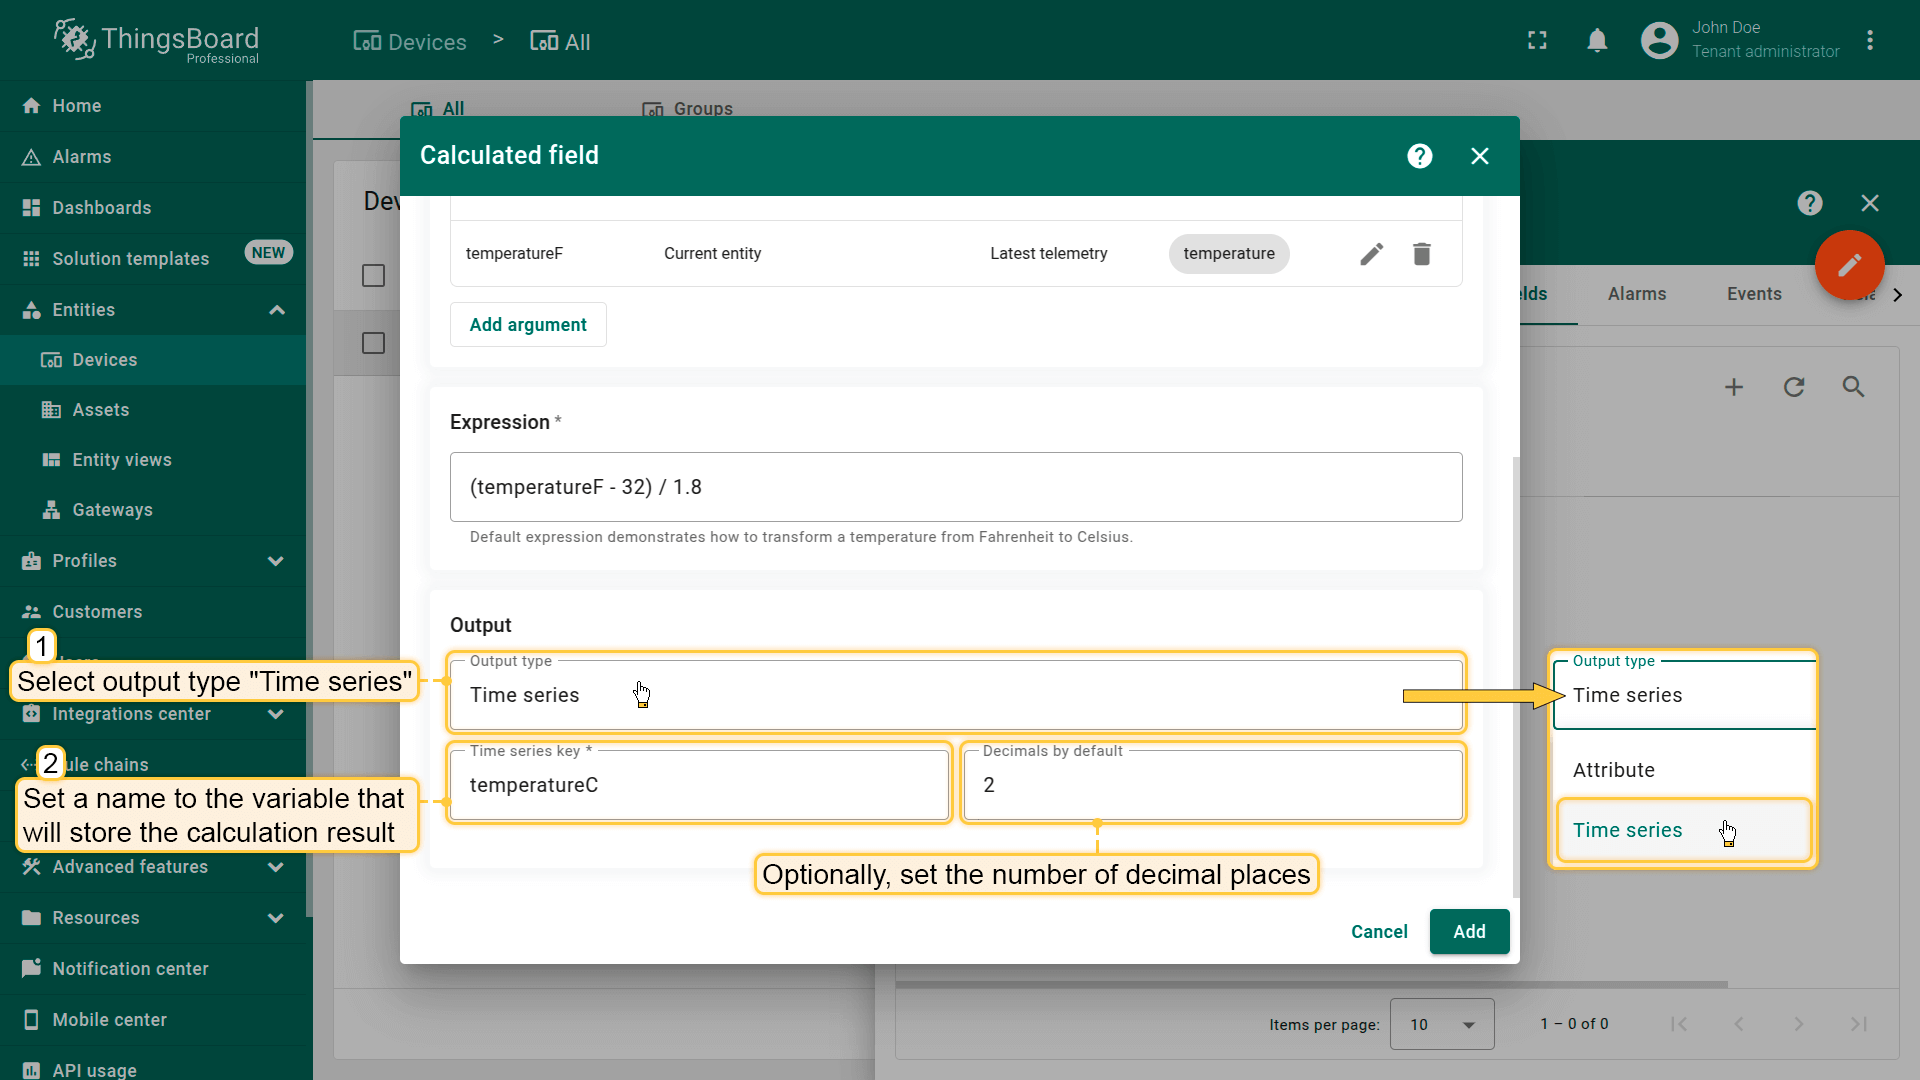 ThingsBoard
Professional
Devices > All
John Doe
Tenant administrator
Home
Alarms
Dashboards
Solution templates NEW
Entities
Devices
Assets
Entity views
Gateways
Profiles
Customers
Integrations center
Advanced features
Resources
Notification center
Mobile center
API usage
All
Groups
Calculated field
temperatureF Current entity Latest telemetry temperature
Add argument
Expression *
(temperatureF - 32) / 1.8
Default expression demonstrates how to transform a temperature from Fahrenheit to Celsius.
Output
Output type
Time series
Time series key *
temperatureC
Decimals by default
2
Cancel
Add
1
Select output type "Time series"
2
Set a name to the variable that
will store the calculation result
Optionally, set the number of decimal places
Output type
Time series
Attribute
Time series
Alarms
Events
Items per page: 10 1 – 0 of 0